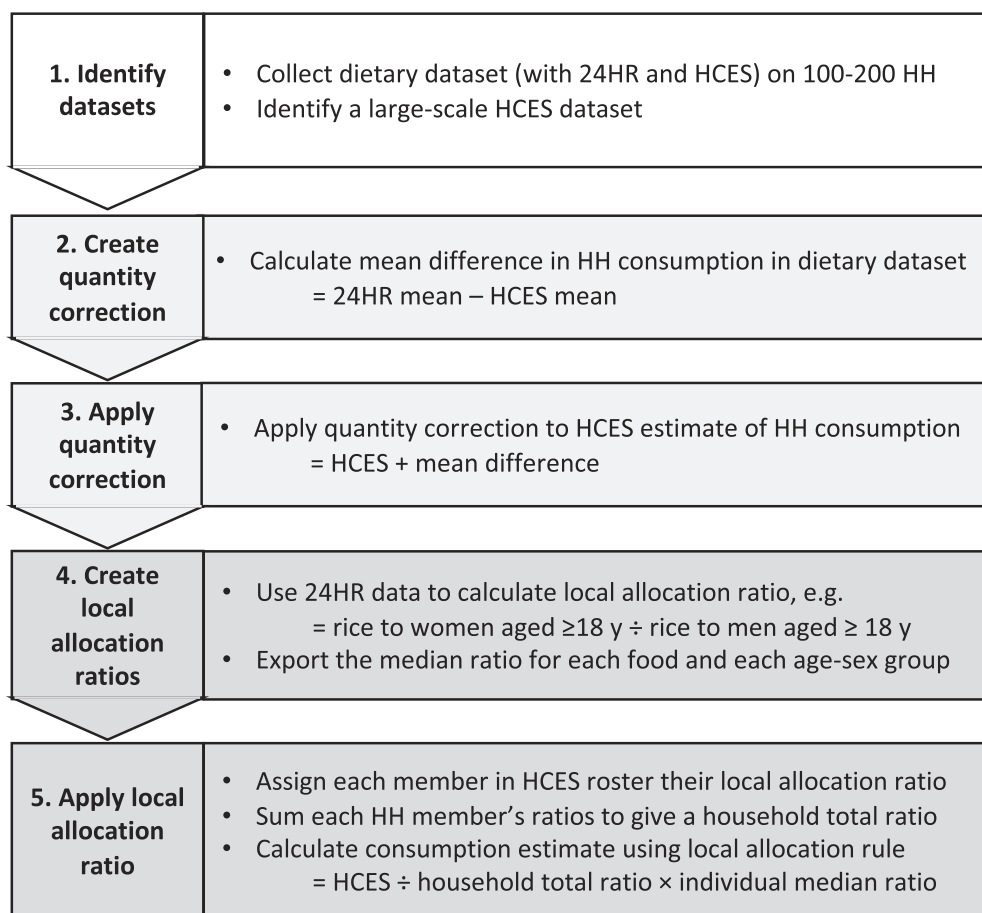 1. Identify
datasets
• Collect dietary dataset (with 24HR and HCES) on 100-200 HH
• Identify a large-scale HCES dataset
2. Create
quantity
correction
• Calculate mean difference in HH consumption in dietary dataset
= 24HR mean – HCES mean
3. Apply
quantity
correction
• Apply quantity correction to HCES estimate of HH consumption
= HCES + mean difference
4. Create
local
allocation
ratios
• Use 24HR data to calculate local allocation ratio, e.g.
= rice to women aged ≥18 y ÷ rice to men aged ≥ 18 y
• Export the median ratio for each food and each age-sex group
5. Apply local
allocation
ratio
• Assign each member in HCES roster their local allocation ratio
• Sum each HH member’s ratios to give a household total ratio
• Calculate consumption estimate using local allocation rule
= HCES ÷ household total ratio × individual median ratio